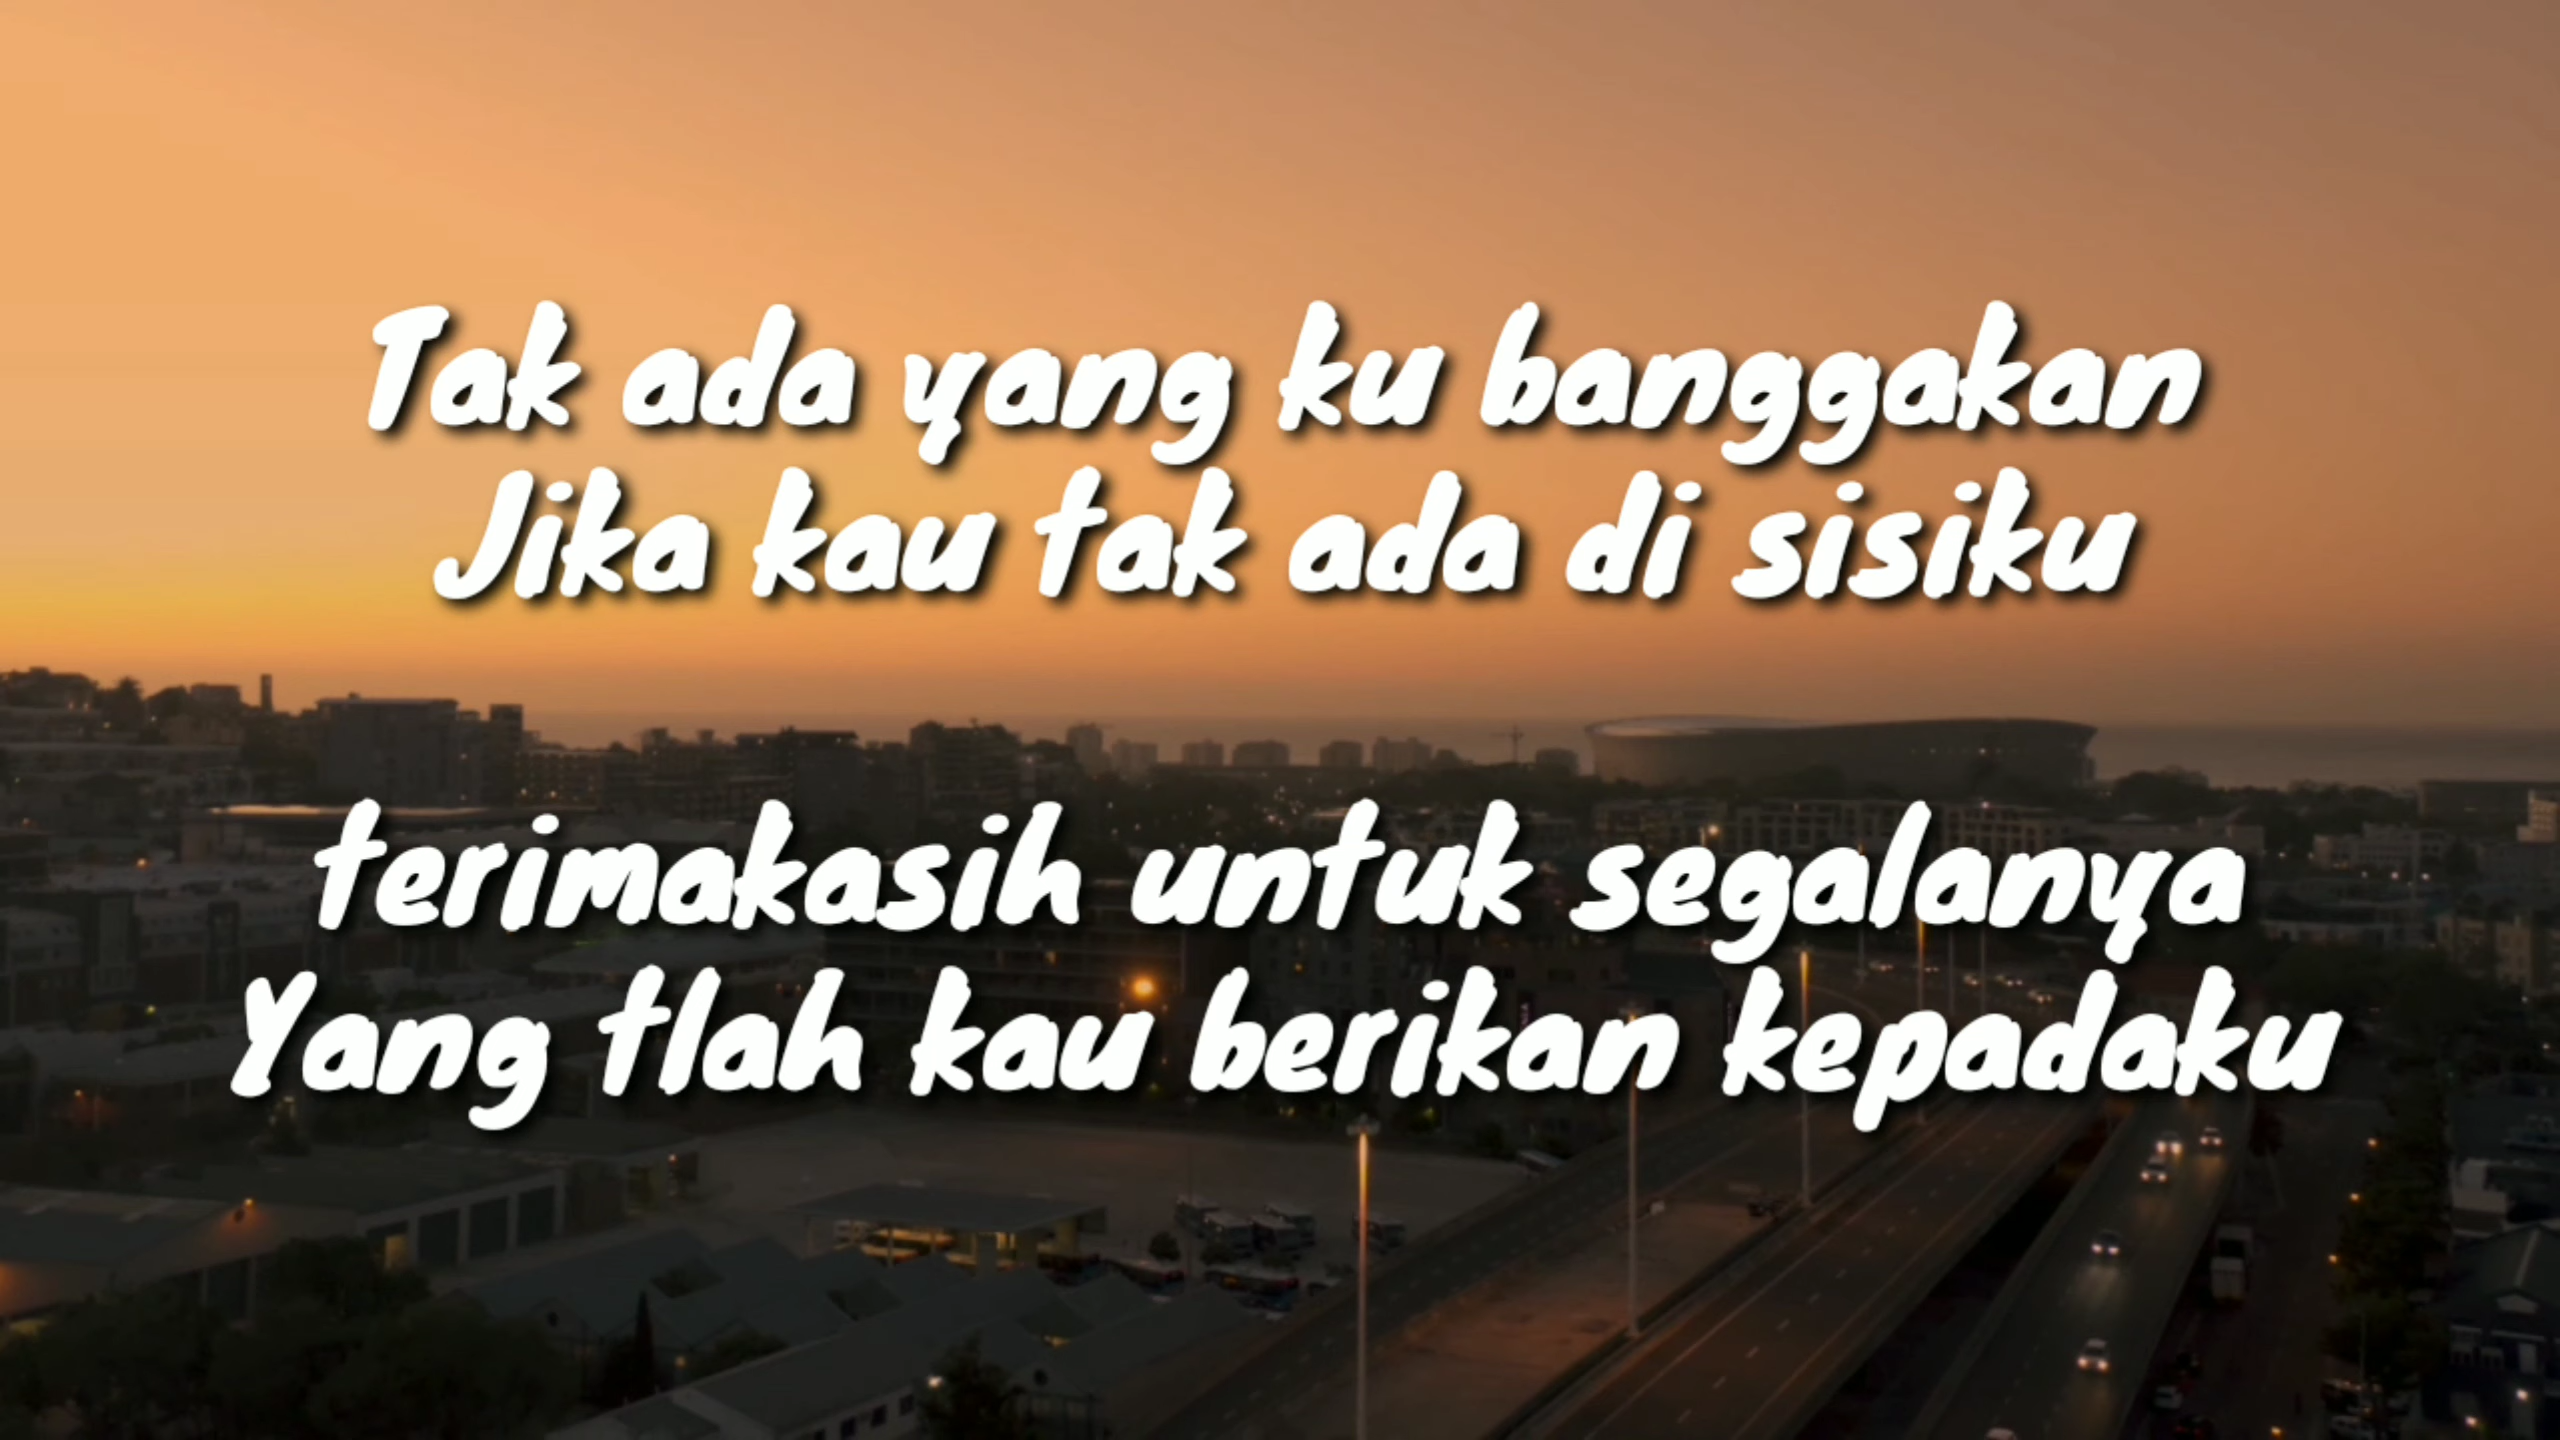 Tak ada yang ku banggakan
Jika kau tak ada di sisiku
terimakasih untuk segalanya
Yang tlah kau berikan kepadaku